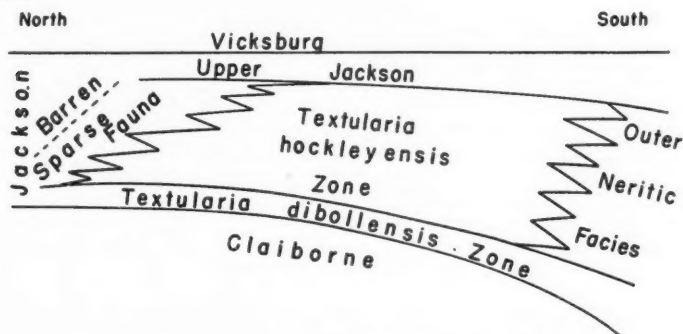 North
South
Vicksburg
Upper Jackson
Jackson
Barren
Sparse Fauna
Textularia
hockleyensis
Zone
Outer
Neritic
Facies
Textularia dibollensis. Zone
Claiborne